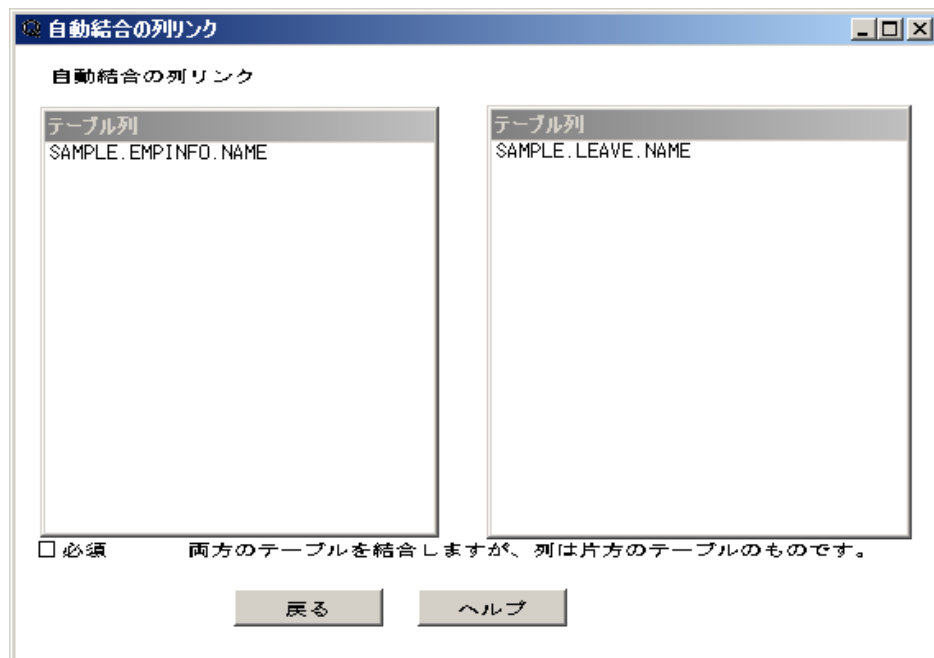 自動結合の列リンク
自動結合の列リンク
テーブル列
SAMPLE.EMPINFO.NAME
テーブル列
SAMPLE.LEAVE.NAME
必須
両方のテーブルを結合しますが、列は片方のテーブルのものです。
戻る
ヘルプ